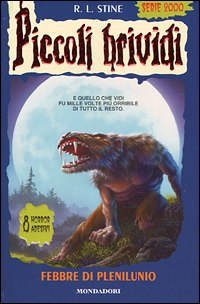 R. L. STINE
SERIE 2000
Piccoli brividi
E QUELLO CHE VIDI
FU MILLE VOLTE PIÙ ORRIBILE
DI TUTTO IL RESTO.
8 HORROR
ADESIVI
FEBBRE DI PLENILUNIO
MONDADORI